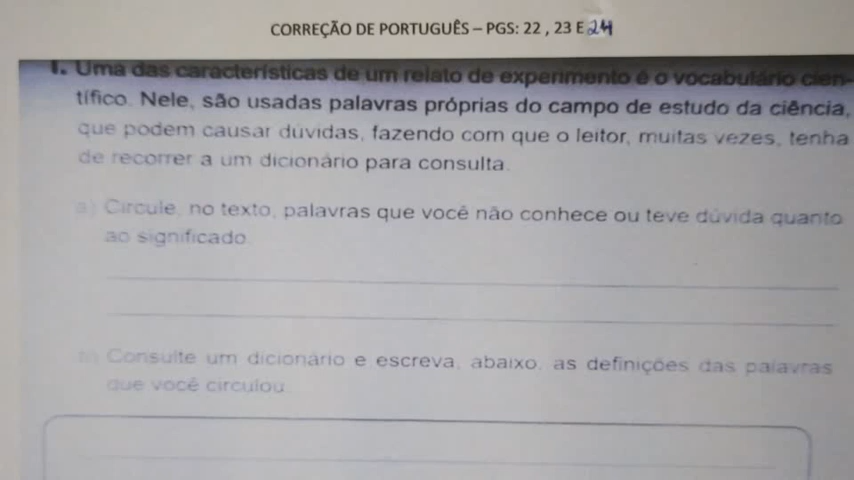 CORREÇÃO DE PORTUGUÊS – PGS: 22 , 23 E 24
1. Uma das características de um relato de experimento é o vocabulário cien-
tífico. Nele, são usadas palavras próprias do campo de estudo da ciência,
que podem causar dúvidas, fazendo com que o leitor, muitas vezes, tenha
de recorrer a um dicionário para consulta.
a) Circule, no texto, palavras que você não conhece ou teve dúvida quanto
ao significado.
b) Consulte um dicionário e escreva, abaixo, as definições das palavras
que você circulou.